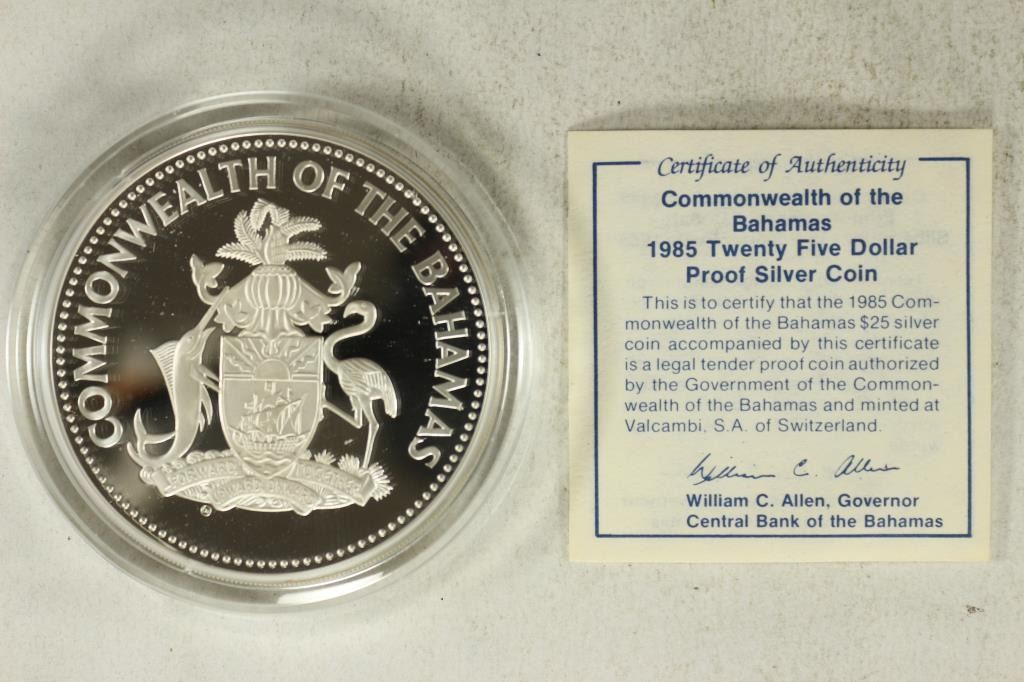 COMMONWEALTH OF THE BAHAMAS
FORWARD UPWARD
ONWARD TOGETHER
Certificate of Authenticity
Commonwealth of the
Bahamas
1985 Twenty Five Dollar
Proof Silver Coin
This is to certify that the 1985 Com-
monwealth of the Bahamas $25 silver
coin accompanied by this certificate
is a legal tender proof coin authorized
by the Government of the Common-
wealth of the Bahamas and minted at
Valcambi, S.A. of Switzerland.
William C. Allen
William C. Allen, Governor
Central Bank of the Bahamas